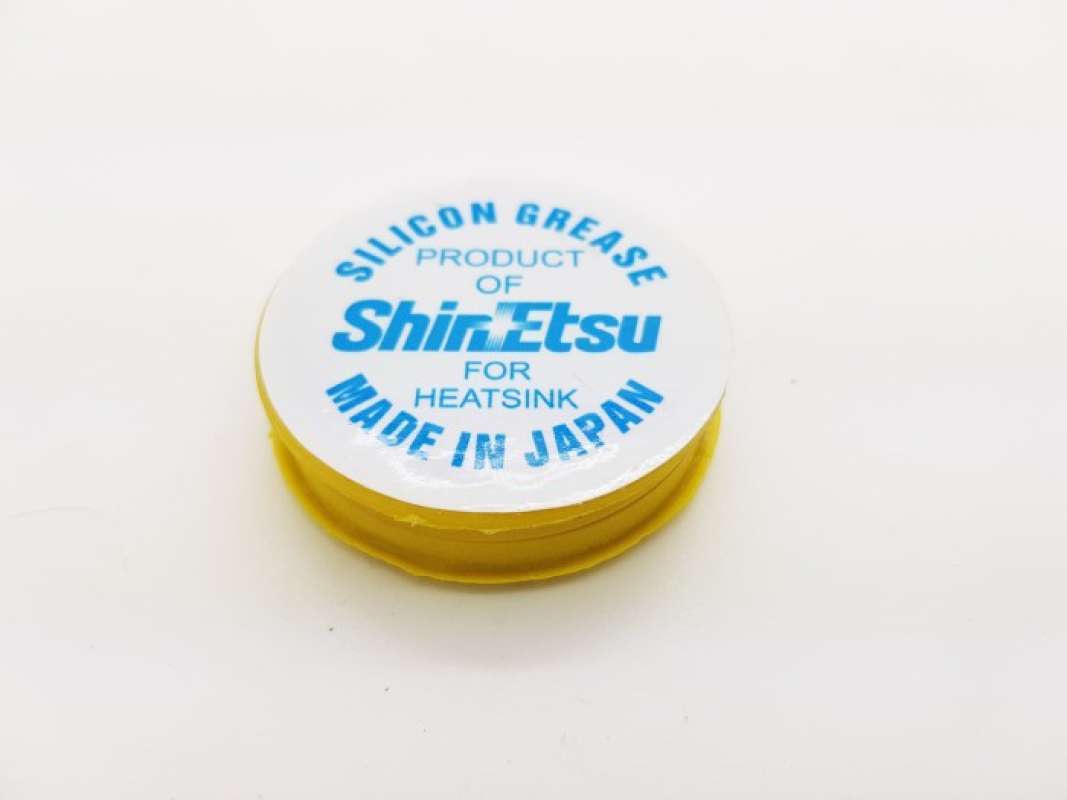 SILICON GREASE
PRODUCT
OF
ShinEtsu
FOR
HEATSINK
MADE IN JAPAN